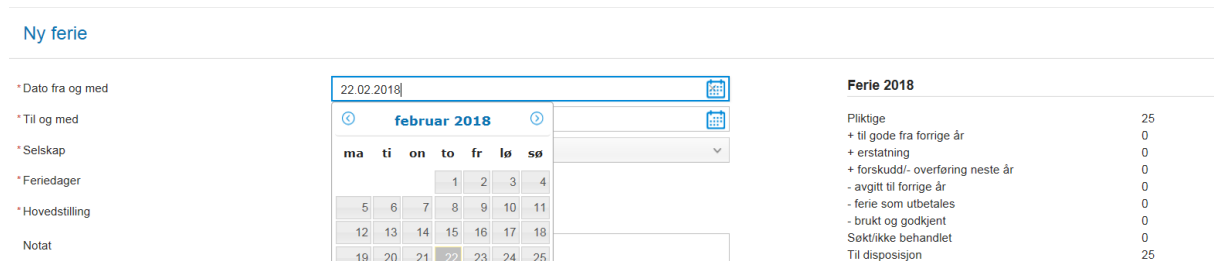 Ny ferie
*Dato fra og med
22.02.2018
*Til og med
*Selskap
*Feriedager
*Hovedstilling
Notat
februar 2018
ma ti on to fr lø sø
1 2 3 4
5 6 7 8 9 10 11
12 13 14 15 16 17 18
19 20 21 22 23 24 25
Ferie 2018
Pliktige 25
+ til gode fra forrige år 0
+ erstatning 0
+ forskudd/- overføring neste år 0
- avgitt til forrige år 0
- ferie som utbetales 0
- brukt og godkjent 0
Søkt/ikke behandlet 0
Til disposisjon 25